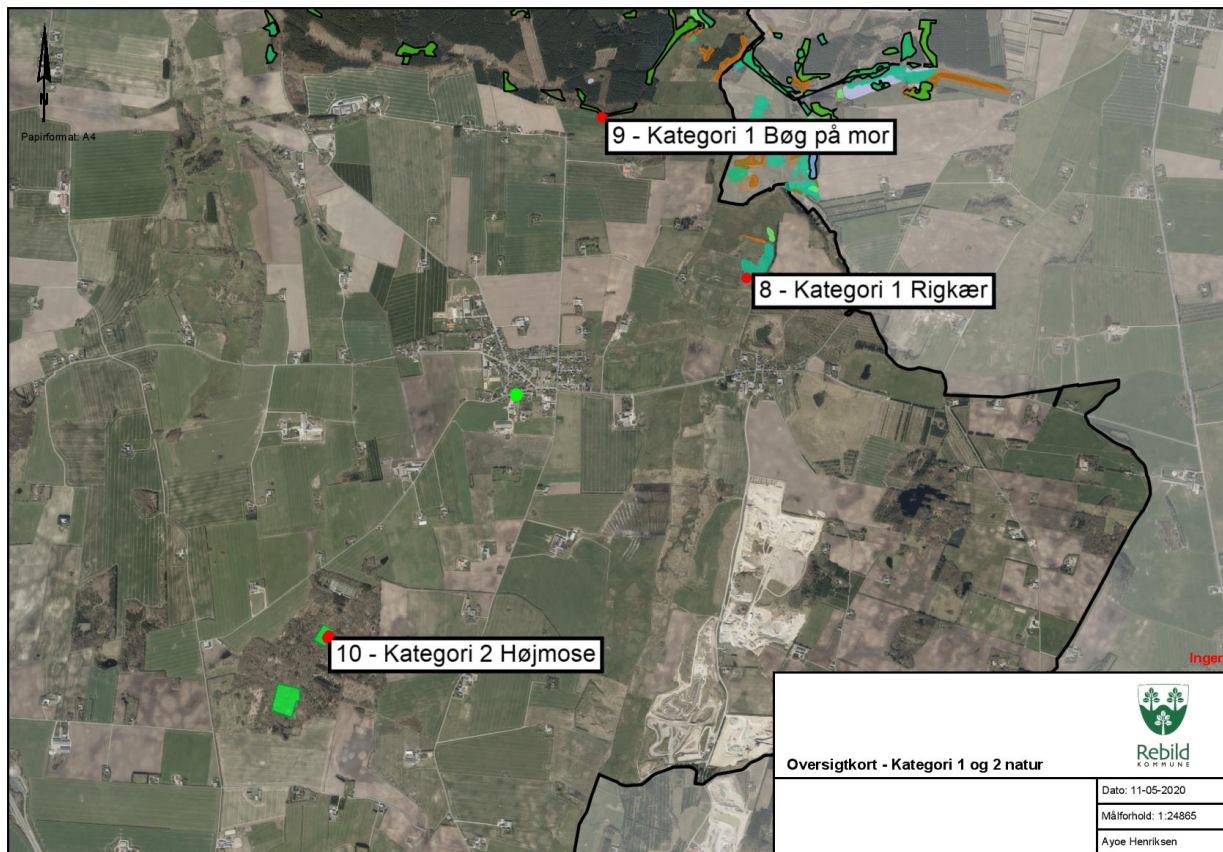 N
Papirformat: A4
9 - Kategori 1 Bøg på mor
8 - Kategori 1 Rigkær
10 - Kategori 2 Højmose
Inger
Oversigtkort - Kategori 1 og 2 natur
Rebild
KOMMUNE
Dato: 11-05-2020
Målforhold: 1:24865
Ayoe Henriksen